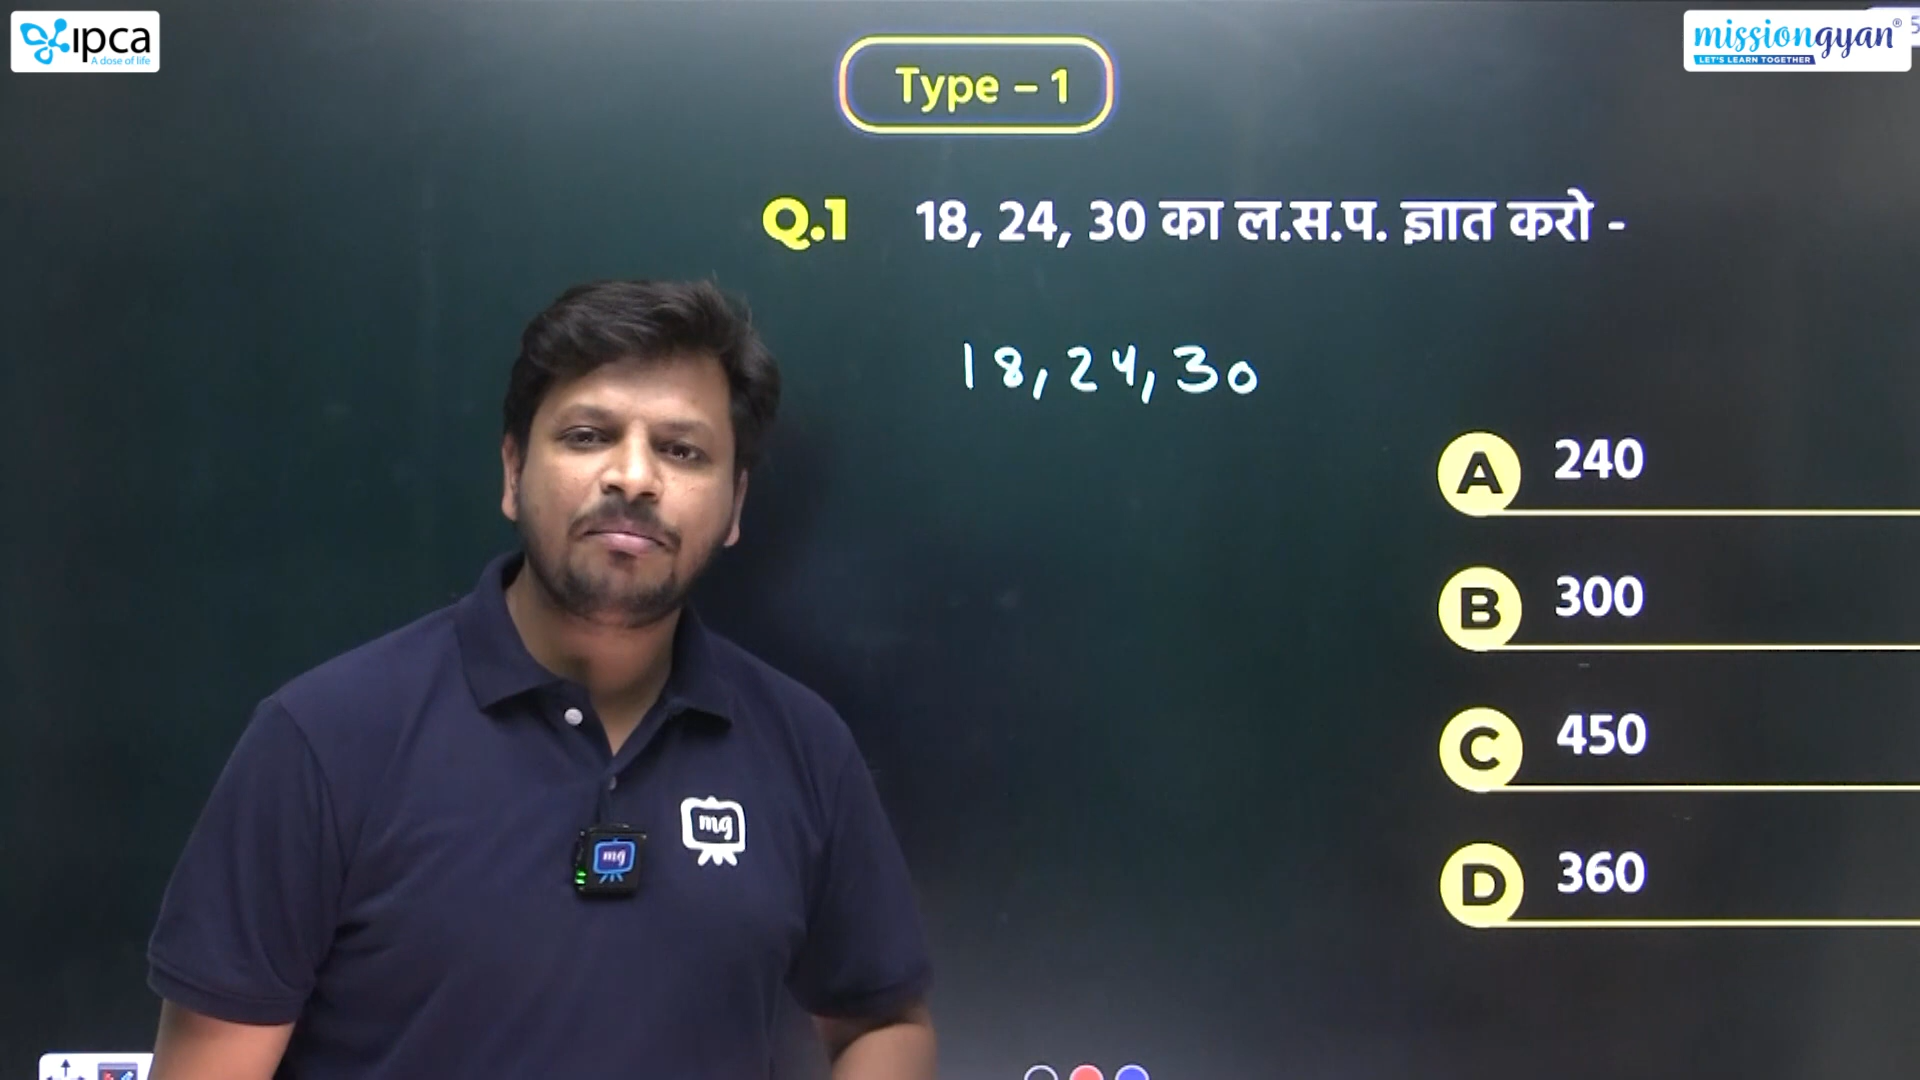 ipca
A dose of life
missiongyan®
LET'S LEARN TOGETHER
5
Type – 1
Q.1 18, 24, 30 का ल.स.प. ज्ञात करो -
18, 24, 30
A 240
B 300
C 450
D 360
mg
mg